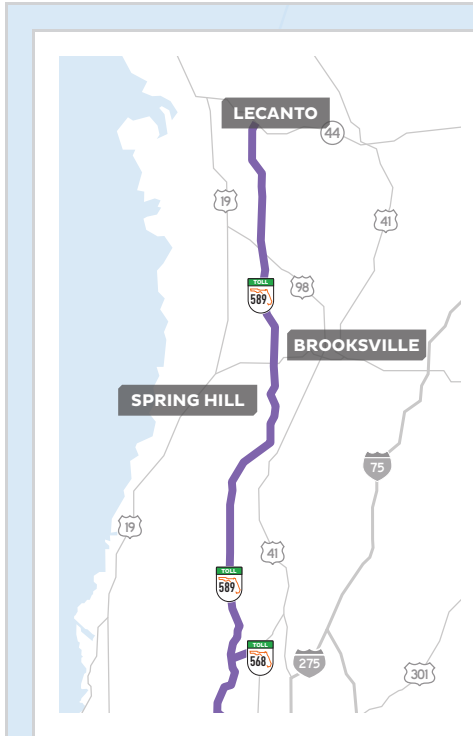 LECANTO
44
19
41
TOLL
589
98
BROOKSVILLE
SPRING HILL
75
19
41
TOLL
589
TOLL
568
275
301